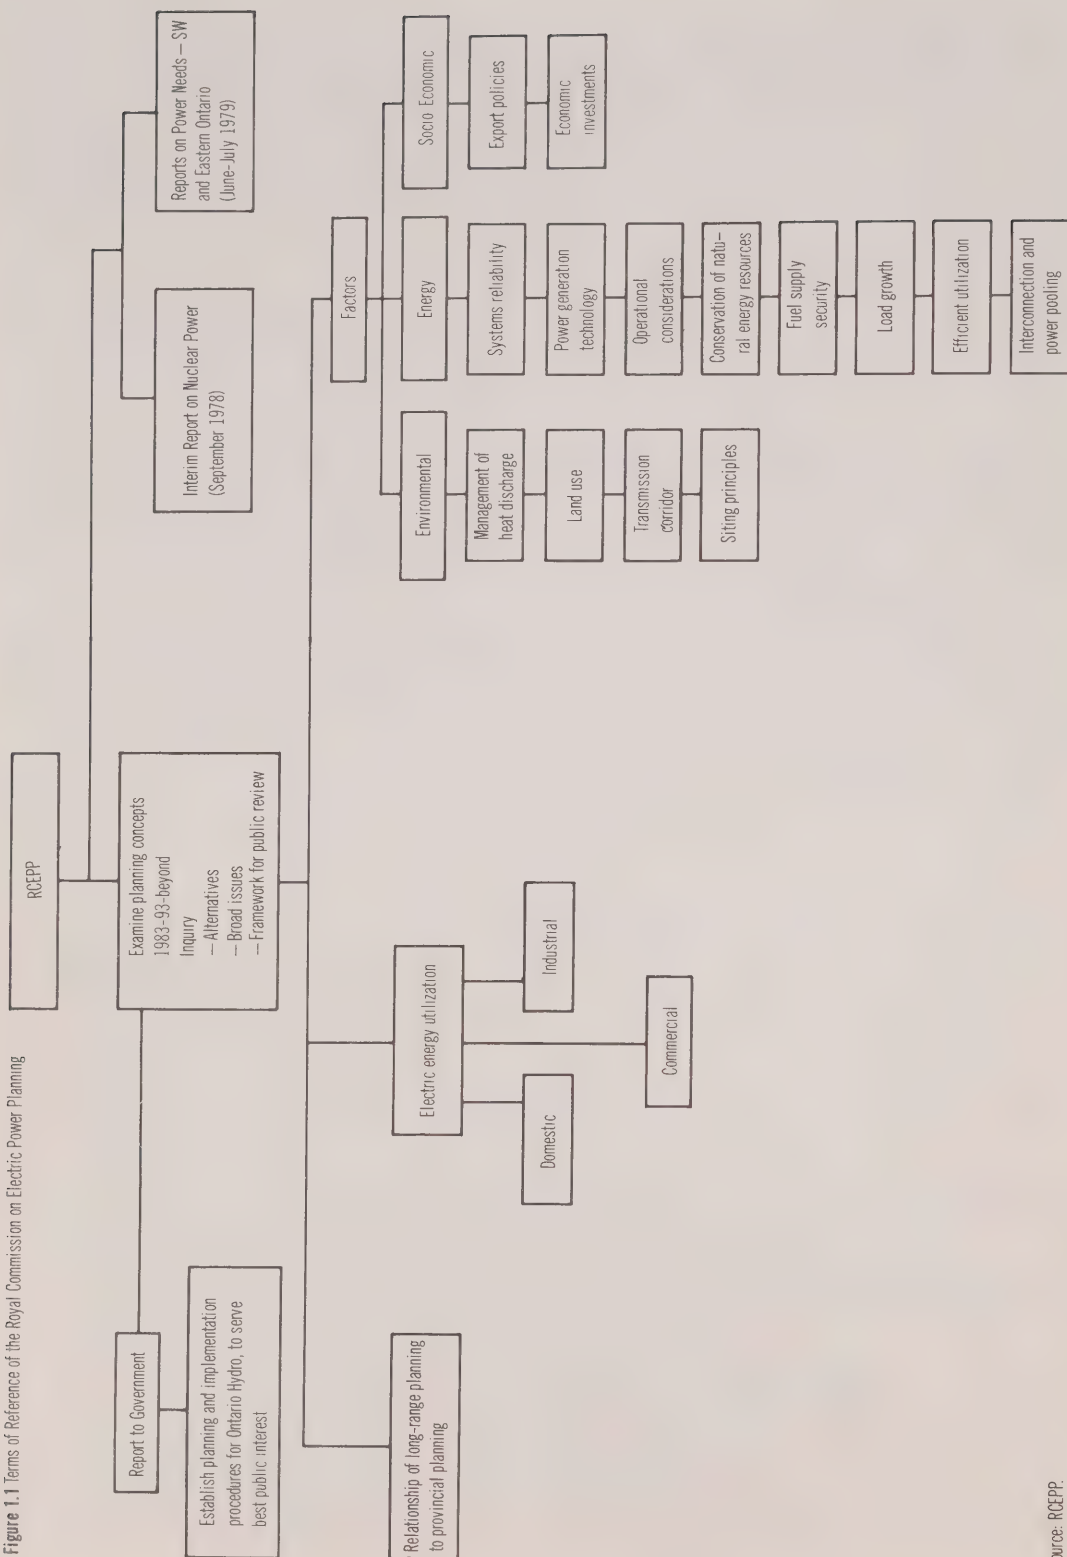 Figure 1.1 Terms of Reference of the Royal Commission on Electric Power Planning
RCEPP
Examine planning concepts
1983-93-beyond
Inquiry
— Alternatives
— Broad issues
— Framework for public review
Report to Government
Establish planning and implementation
procedures for Ontario Hydro, to serve
best public interest
Interim Report on Nuclear Power
(September 1978)
Reports on Power Needs — SW
and Eastern Ontario
(June-July 1979)
Relationship of long-range planning
to provincial planning
Electric energy utilization
Domestic
Commercial
Industrial
Factors
Environmental
Management of
heat discharge
Land use
Transmission
corridor
Siting principles
Energy
Systems reliability
Power generation
technology
Operational
considerations
Conservation of natu-
ral energy resources
Fuel supply
security
Load growth
Efficient utilization
Interconnection and
power pooling
Socio Economic
Export policies
Economic
investments
urce: RCEPP.